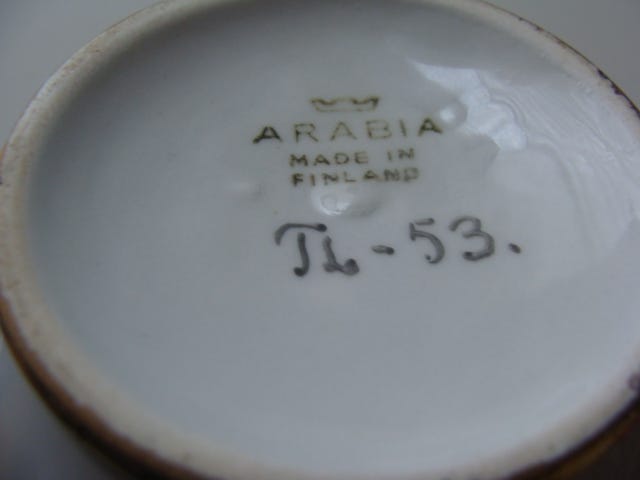 ARABIA
MADE IN
FINLAND
TL-53.